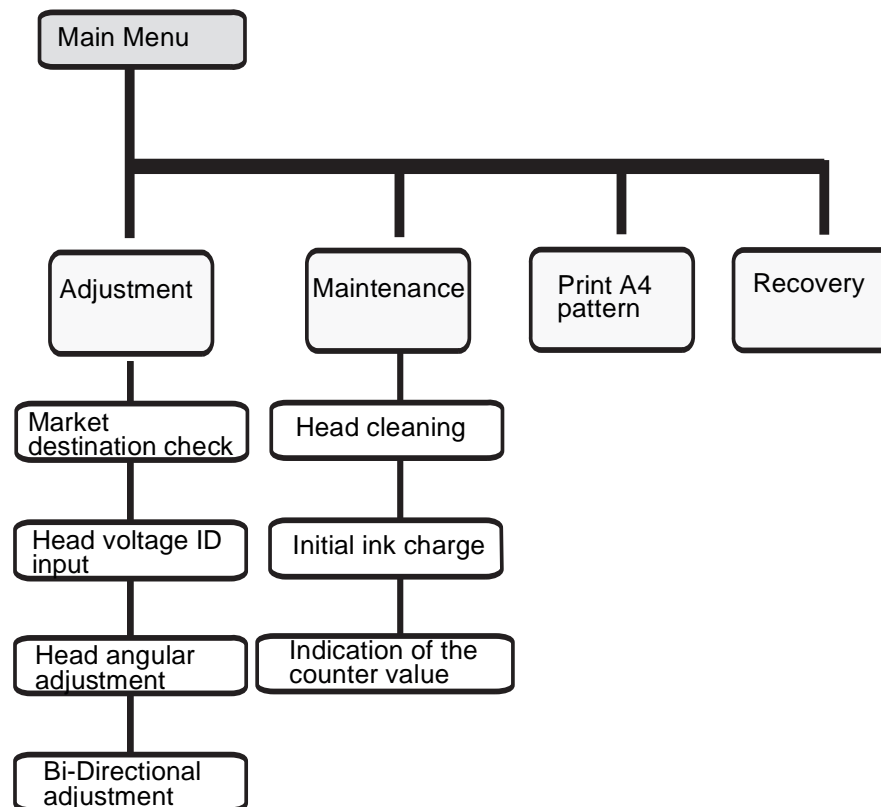 Main Menu
Adjustment
Maintenance
Print A4
pattern
Recovery
Market
destination check
Head voltage ID
input
Head angular
adjustment
Bi-Directional
adjustment
Head cleaning
Initial ink charge
Indication of the
counter value